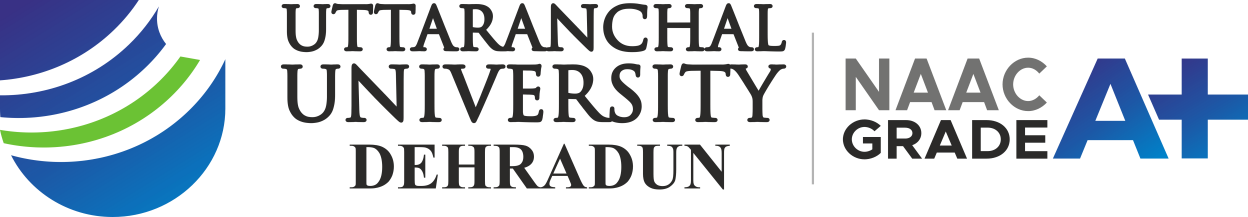 UTTARANCHAL
UNIVERSITY
DEHRADUN
NAAC
GRADE A+